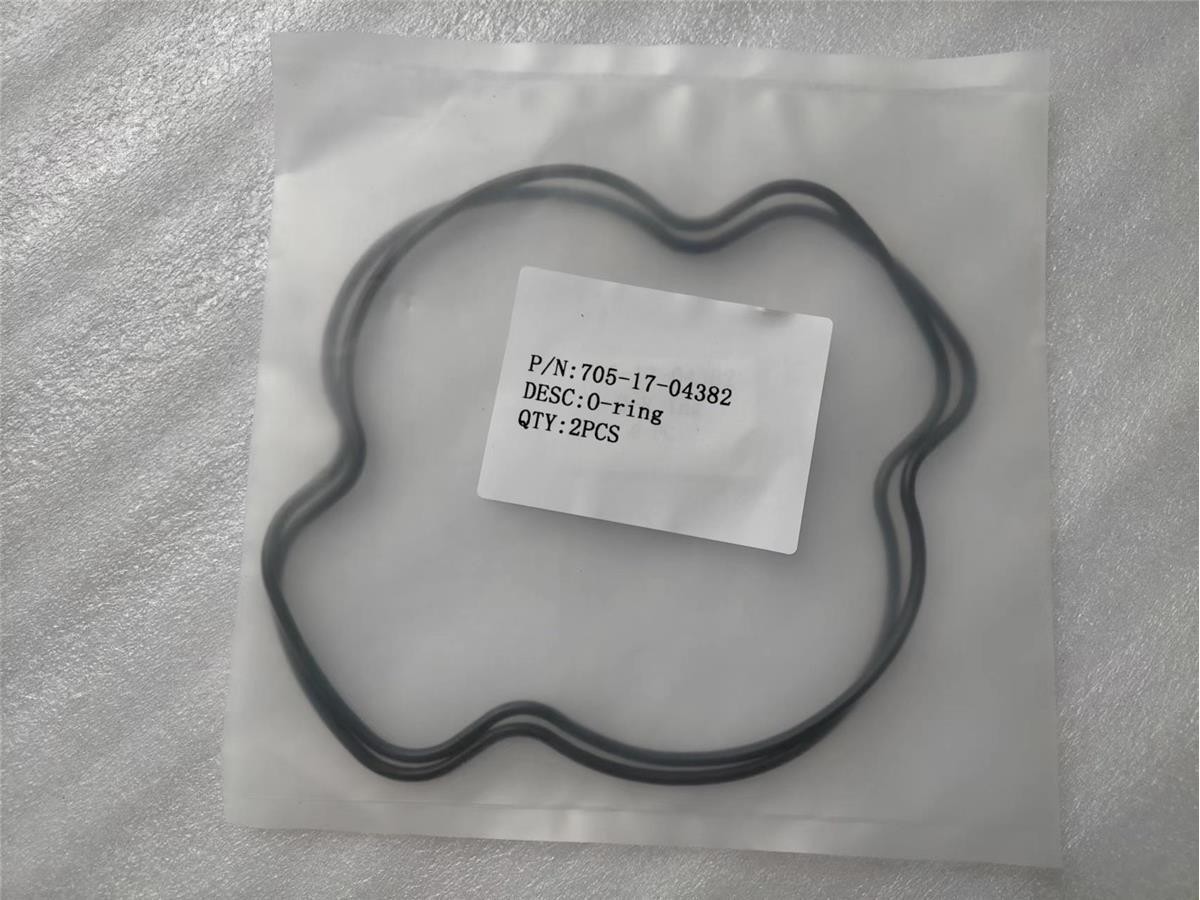 P/N:705-17-04382
DESC:O-ring
QTY:2PCS